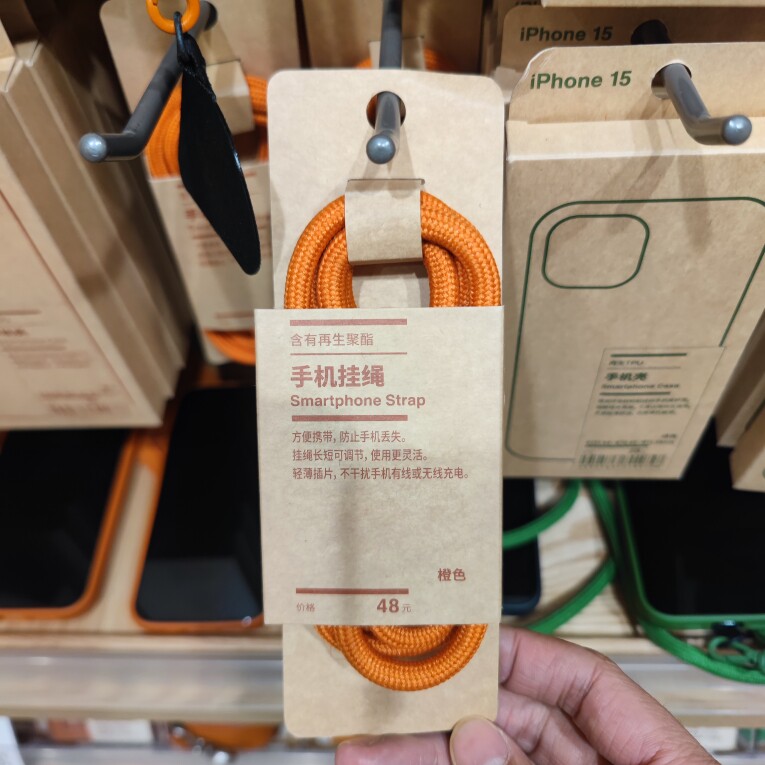 iPhone 15
iPhone 15
含有再生聚酯
手机挂绳
Smartphone Strap
方便携带，防止手机丢失。
挂绳长短可调节，使用更灵活。
轻薄插片，不干扰手机有线或无线充电。
橙色
价格 48元
手机壳
Smartphone Case